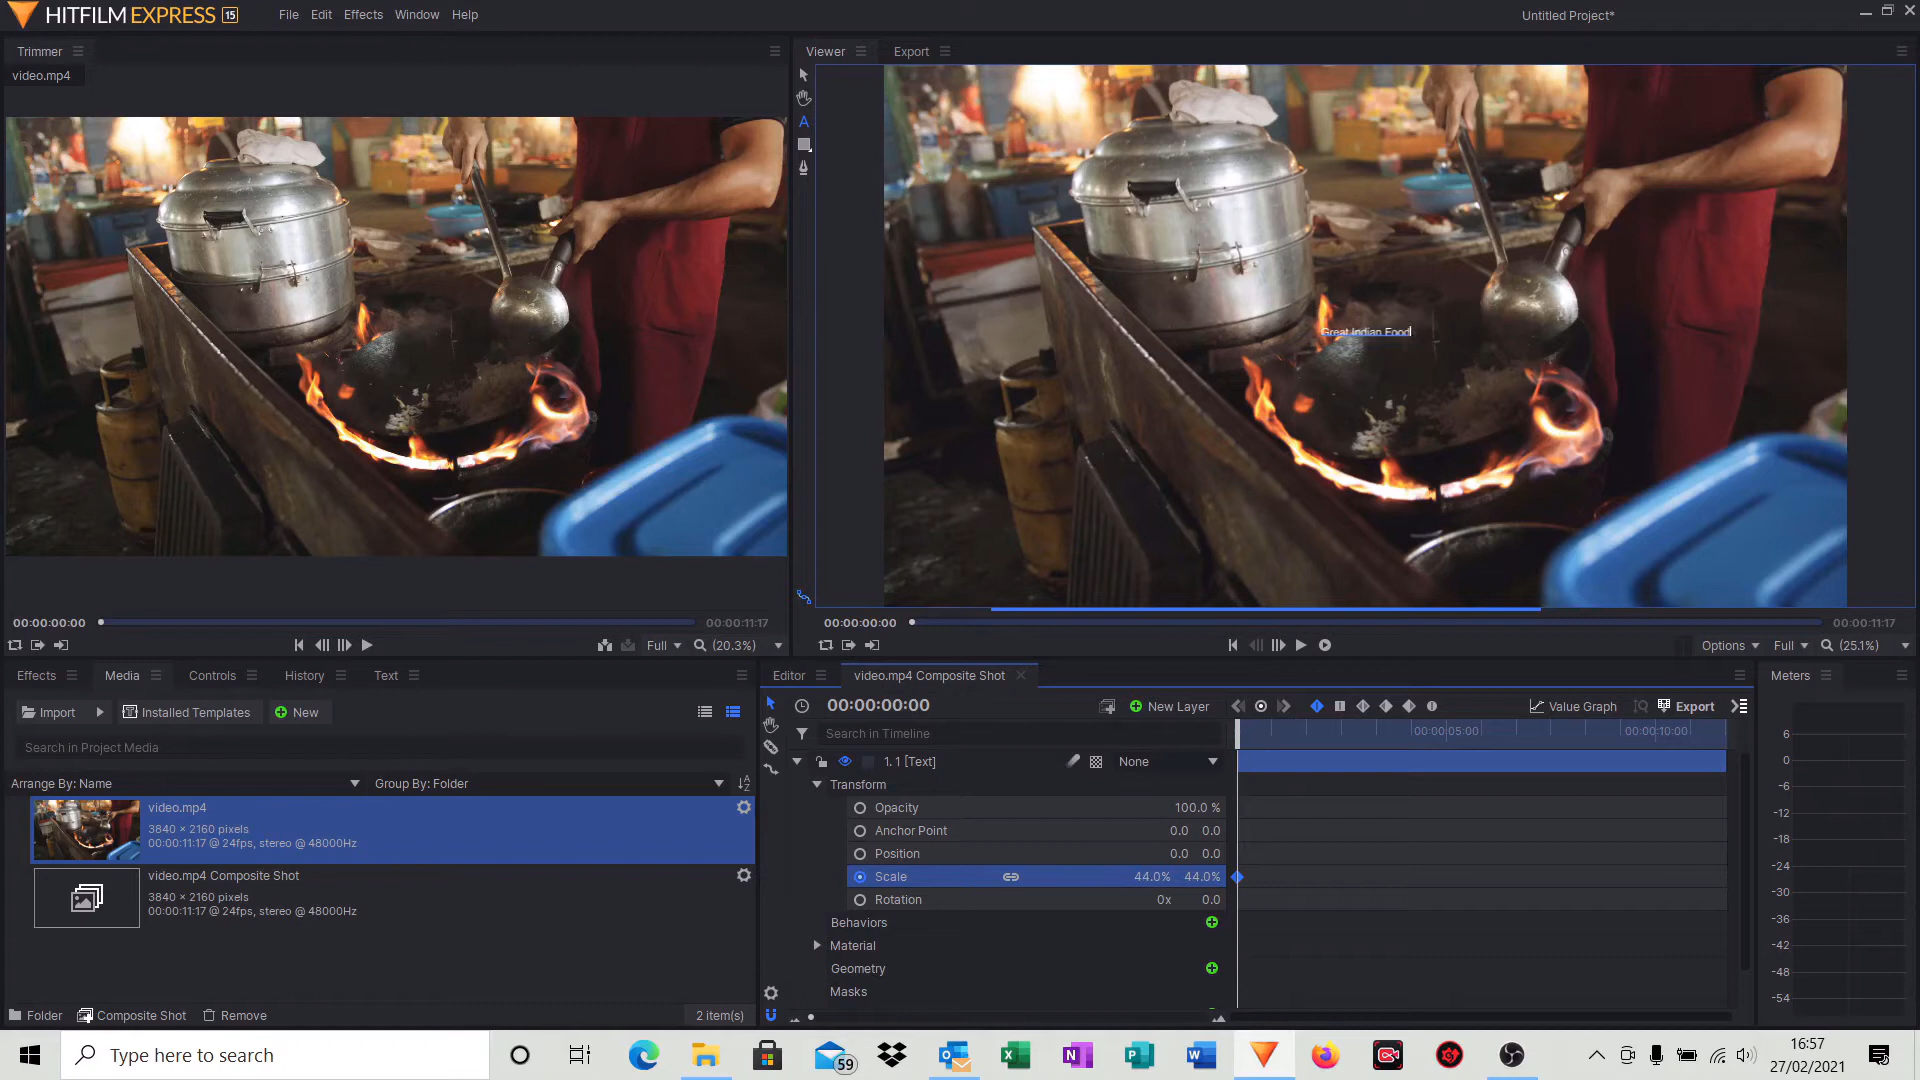 HITFILM EXPRESS 15
File Edit Effects Window Help
Untitled Project*
Trimmer
video.mp4
Viewer
Export
Great Indian Food
00:00:00:00
00:00:11:17
Full
(20.3%)
00:00:00:00
00:00:11:17
Options
Full
(25.1%)
Effects
Media
Controls
History
Text
Import
Installed Templates
New
Search in Project Media
Arrange By: Name
Group By: Folder
video.mp4
3840 × 2160 pixels
00:00:11:17 @ 24fps, stereo @ 48000Hz
video.mp4 Composite Shot
3840 × 2160 pixels
00:00:11:17 @ 24fps, stereo @ 48000Hz
Folder
Composite Shot
Remove
2 item(s)
Editor
video.mp4 Composite Shot
00:00:00:00
New Layer
Value Graph
Export
Search in Timeline
00:00:05:00
00:00:10:00
1. 1 [Text]
None
Transform
Opacity 100.0 %
Anchor Point 0.0 0.0
Position 0.0 0.0
Scale 44.0% 44.0%
Rotation 0x 0.0
Behaviors
Material
Geometry
Masks
Meters
6
0
-6
-12
-18
-24
-30
-36
-42
-48
-54
Type here to search
59
16:57
27/02/2021